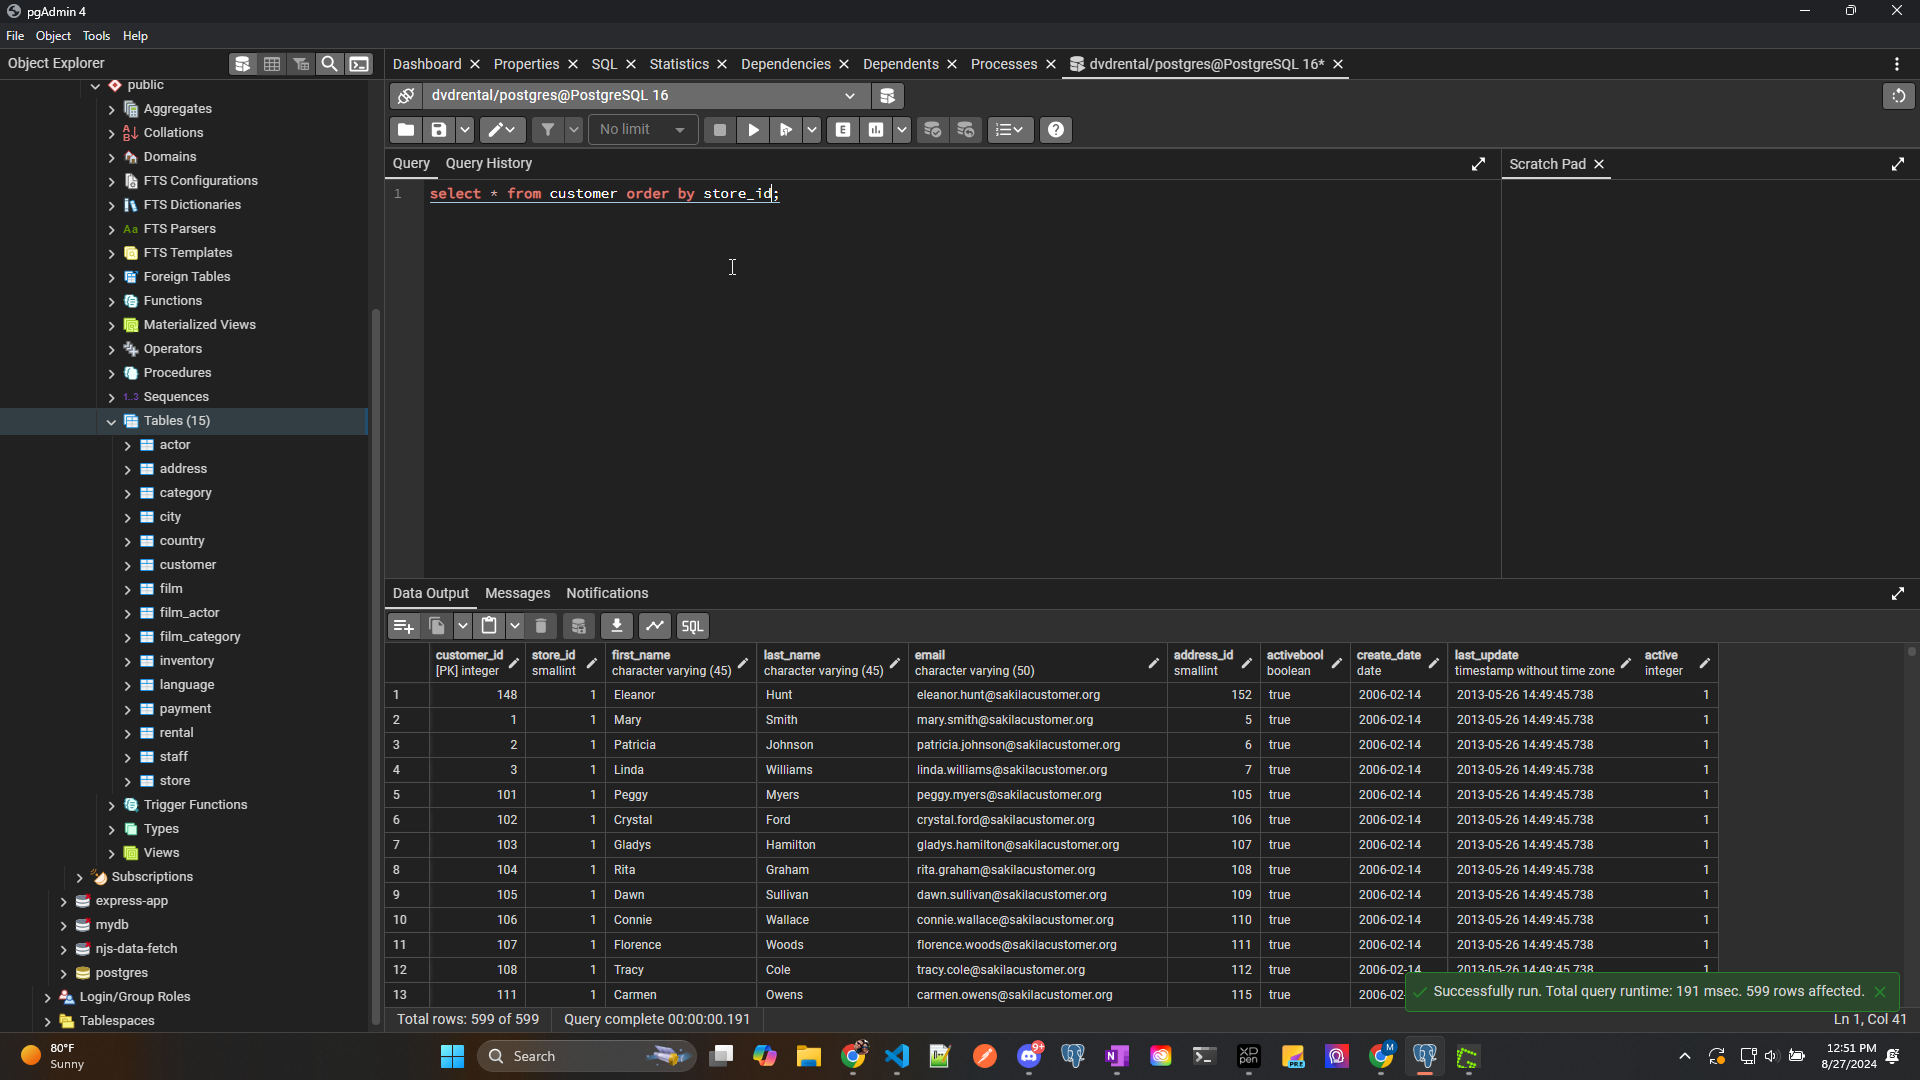 pgAdmin 4
File Object Tools Help
Object Explorer
Dashboard Properties SQL Statistics Dependencies Dependents Processes dvdrental/postgres@PostgreSQL 16*
public
Aggregates
Collations
Domains
FTS Configurations
FTS Dictionaries
Aa FTS Parsers
FTS Templates
Foreign Tables
Functions
Materialized Views
Operators
Procedures
1..3 Sequences
Tables (15)
actor
address
category
city
country
customer
film
film_actor
film_category
inventory
language
payment
rental
staff
store
Trigger Functions
Types
Views
Subscriptions
express-app
mydb
njs-data-fetch
postgres
Login/Group Roles
Tablespaces
dvdrental/postgres@PostgreSQL 16
No limit
E
Query Query History
Scratch Pad
1 select * from customer order by store_id;
Data Output Messages Notifications
SQL
customer_id store_id first_name last_name email address_id activebool create_date last_update active
[PK] integer smallint character varying (45) character varying (45) character varying (50) smallint boolean date timestamp without time zone integer
1 148 1 Eleanor Hunt eleanor.hunt@sakilacustomer.org 152 true 2006-02-14 2013-05-26 14:49:45.738 1
2 1 1 Mary Smith mary.smith@sakilacustomer.org 5 true 2006-02-14 2013-05-26 14:49:45.738 1
3 2 1 Patricia Johnson patricia.johnson@sakilacustomer.org 6 true 2006-02-14 2013-05-26 14:49:45.738 1
4 3 1 Linda Williams linda.williams@sakilacustomer.org 7 true 2006-02-14 2013-05-26 14:49:45.738 1
5 101 1 Peggy Myers peggy.myers@sakilacustomer.org 105 true 2006-02-14 2013-05-26 14:49:45.738 1
6 102 1 Crystal Ford crystal.ford@sakilacustomer.org 106 true 2006-02-14 2013-05-26 14:49:45.738 1
7 103 1 Gladys Hamilton gladys.hamilton@sakilacustomer.org 107 true 2006-02-14 2013-05-26 14:49:45.738 1
8 104 1 Rita Graham rita.graham@sakilacustomer.org 108 true 2006-02-14 2013-05-26 14:49:45.738 1
9 105 1 Dawn Sullivan dawn.sullivan@sakilacustomer.org 109 true 2006-02-14 2013-05-26 14:49:45.738 1
10 106 1 Connie Wallace connie.wallace@sakilacustomer.org 110 true 2006-02-14 2013-05-26 14:49:45.738 1
11 107 1 Florence Woods florence.woods@sakilacustomer.org 111 true 2006-02-14 2013-05-26 14:49:45.738 1
12 108 1 Tracy Cole tracy.cole@sakilacustomer.org 112 true 2006-02-14 2013-05-26 14:49:45.738 1
13 111 1 Carmen Owens carmen.owens@sakilacustomer.org 115 true 2006-02-
Successfully run. Total query runtime: 191 msec. 599 rows affected.
Total rows: 599 of 599 Query complete 00:00:00.191 Ln 1, Col 41
80°F
Sunny
Search
9+
XP
pen
PRE
M
12:51 PM
8/27/2024